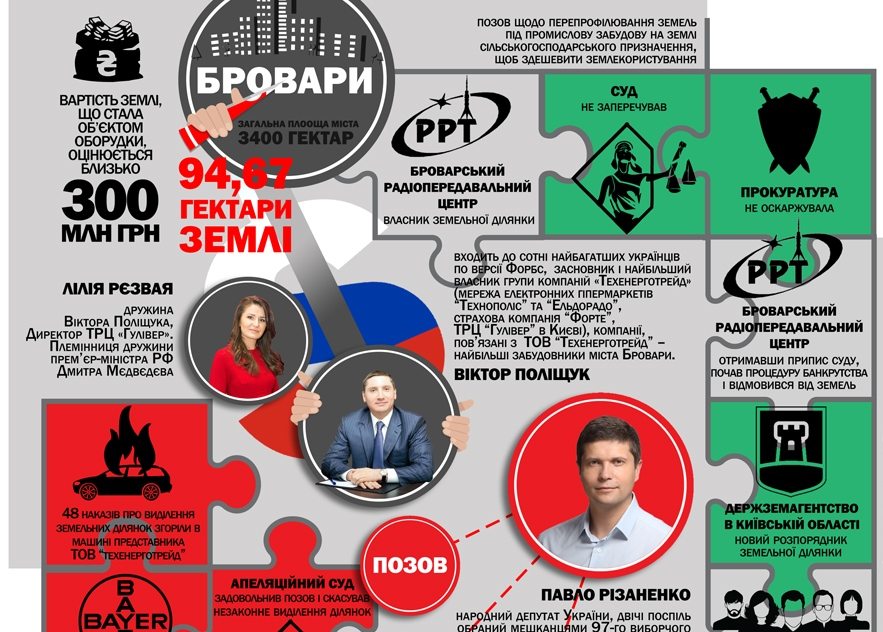 ПОЗОВ ЩОДО ПЕРЕПРОФІЛЮВАННЯ ЗЕМЕЛЬ
ПІД ПРОМИСЛОВУ ЗАБУДОВУ НА ЗЕМЛІ
СІЛЬСЬКОГОСПОДАРСЬКОГО ПРИЗНАЧЕННЯ,
ЩОБ ЗДЕШЕВИТИ ЗЕМЛЕКОРИСТУВАННЯ
₴
ВАРТІСТЬ ЗЕМЛІ,
ЩО СТАЛА
ОБ'ЄКТОМ
ОБОРУДКИ,
ОЦІНЮЄТЬСЯ
БЛИЗЬКО
300
МЛН ГРН
БРОВАРИ
ЗАГАЛЬНА ПЛООЩА МІСТА
3400 ГЕКТАР
94,67
ГЕКТАРИ
ЗЕМЛІ
РРТ
БРОВАРСЬКИЙ
РАДІОПЕРЕДАВАЛЬНИЙ
ЦЕНТР
ВЛАСНИК ЗЕМЕЛЬНОЇ ДІЛЯНКИ
СУД
НЕ ЗАПЕРЕЧУВАВ
ПРОКУРАТУРА
НЕ ОСКАРЖУВАЛА
РРТ
БРОВАРСЬКИЙ
РАДІОПЕРЕДАВАЛЬНИЙ
ЦЕНТР
ОТРИМАВШИ ПРИПИС СУДУ,
ПОЧАВ ПРОЦЕДУРУ БАНКРУТСТВА
І ВІДМОВИВСЯ ВІД ЗЕМЕЛЬ
ЛІЛІЯ РЄЗВАЯ
ДРУЖИНА
ВІКТОРА ПОЛІЩУКА,
ДИРЕКТОР ТРЦ «ГУЛІВЕР».
ПЛЕМІННИЦЯ ДРУЖИНИ
ПРЕМ'ЄР-МІНІСТРА РФ
ДМИТРА МЄДВЄДЄВА
ВХОДИТЬ ДО СОТНІ НАЙБАГАТШИХ УКРАЇНЦІВ
ПО ВЕРСІЇ ФОРБС, ЗАСНОВНИК І НАЙБІЛЬШИЙ
ВЛАСНИК ГРУПИ КОМПАНІЙ «ТЕХЕНЕРГОТРЕЙД»
(МЕРЕЖА ЕЛЕКТРОННИХ ГІПЕРМАРКЕТІВ
"ТЕХНОПОЛІС" ТА "ЕЛЬДОРАДО",
СТРАХОВА КОМПАНІЯ "ФОРТЕ",
ТРЦ "ГУЛІВЕР" В КИЄВІ), КОМПАНІЇ,
ПОВ'ЯЗАНІ З ТОВ "ТЕХЕНЕРГОТРЕЙД" –
НАЙБІЛЬШІ ЗАБУДОВНИКИ МІСТА БРОВАРИ.
ВІКТОР ПОЛІЩУК
48 НАКАЗІВ ПРО ВИДІЛЕННЯ
ЗЕМЕЛЬНИХ ДІЛЯНОК ЗГОРІЛИ В
МАШИНІ ПРЕДСТАВНИКА
ТОВ "ТЕХЕНЕРГОТРЕЙД"
ДЕРЖЗЕМАГЕНТСТВО
В КИЇВСЬКІЙ ОБЛАСТІ
НОВИЙ РОЗПОРЯДНИК
ЗЕМЕЛЬНОЇ ДІЛЯНКИ
ПОЗОВ
BA
BAYER
АПЕЛЯЦІЙНИЙ СУД
ЗАДОВОЛЬНИВ ПОЗОВ І СКАСУВАВ
НЕЗАКОННЕ ВИДІЛЕННЯ ДІЛЯНОК
ПАВЛО РІЗАНЕНКО
НАРОДНИЙ ДЕПУТАТ УКРАЇНИ, ДВІЧІ ПОСПІЛЬ
ОБРАНИЙ МЕШКАНЦЯМИ 97-ГО ВИБОРЧОГО